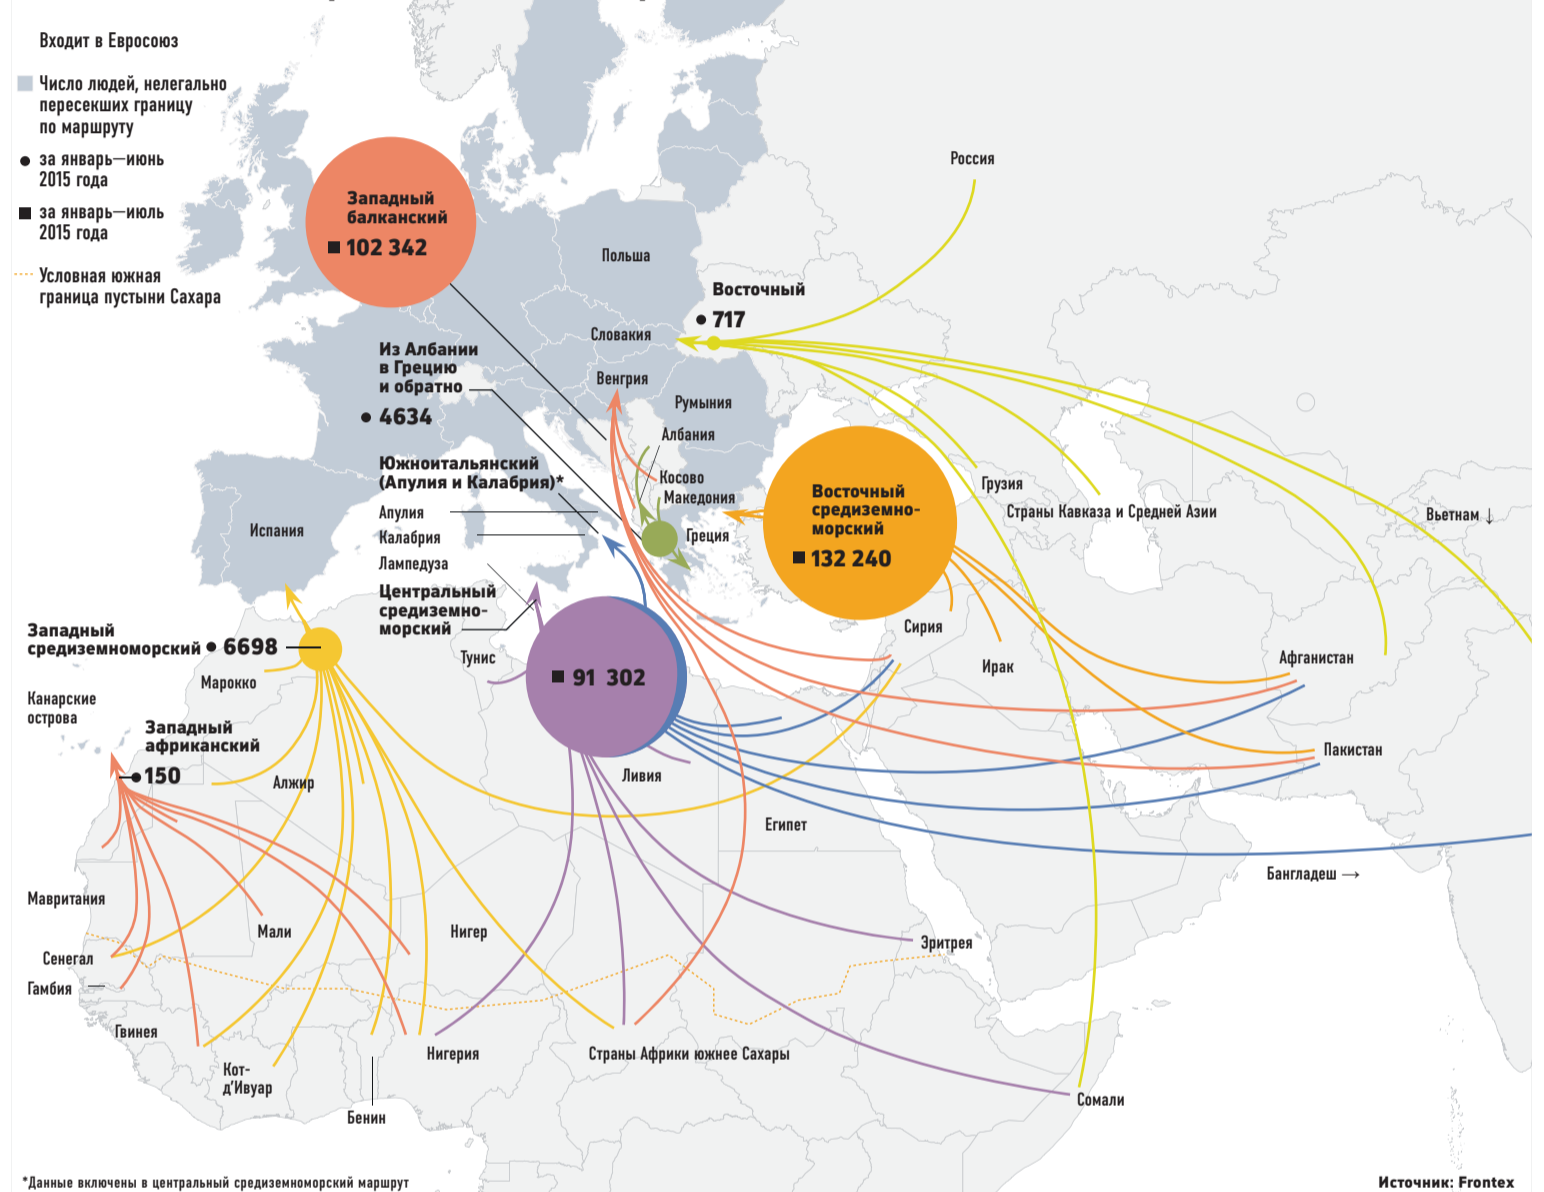 Входит в Евросоюз
Число людей, нелегально
пересекших границу
по маршруту
● за январь—июнь
2015 года
■ за январь—июль
2015 года
Условная южная
граница пустыни Сахара
Западный
балканский
■ 102 342
Россия
Польша
Восточный
● 717
Словакия
Из Албании
в Грецию
и обратно
● 4634
Венгрия
Румыния
Албания
Южноитальянский
(Апулия и Калабрия)*
Косово
Македония
Апулия
Калабрия
Лампедуза
Греция
Испания
Восточный
средиземно-
морский
■ 132 240
Грузия
Страны Кавказа и Средней Азии
Вьетнам ↓
Центральный
средиземно-
морский
Западный
средиземноморский ● 6698
Сирия
Ирак
Афганистан
Тунис
■ 91 302
Марокко
Канарские
острова
Западный
африканский
● 150
Алжир
Ливия
Пакистан
Египет
Бангладеш →
Мавритания
Мали
Нигер
Эритрея
Сенегал
Гамбия
Гвинея
Нигерия
Страны Африки южнее Сахары
Кот-
д'Ивуар
Бенин
Сомали
*Данные включены в центральный средиземноморский маршрут
Источник: Frontex